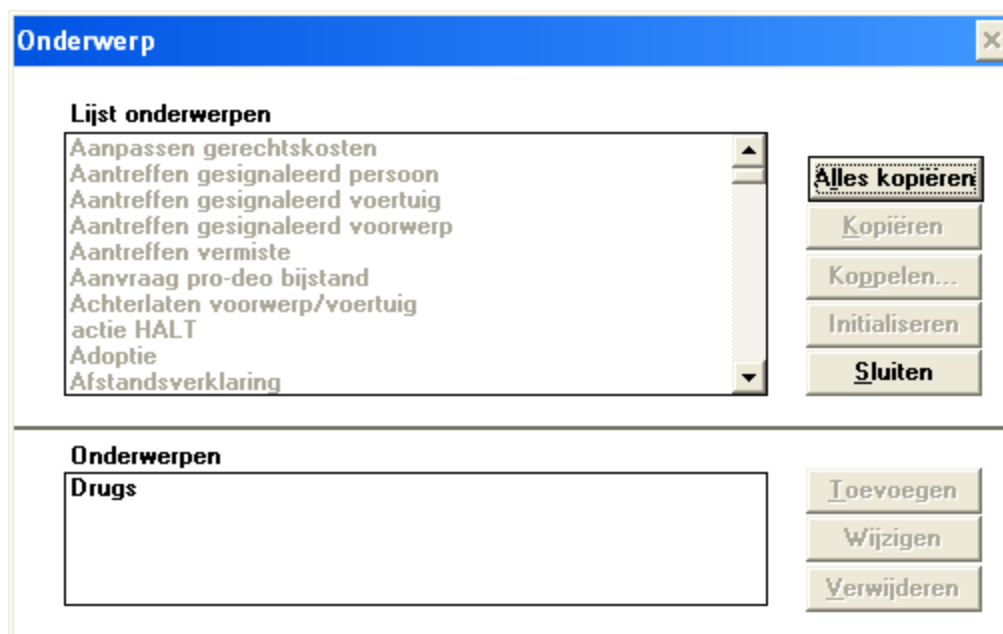 Onderwerp
Lijst onderwerpen
Aanpassen gerechtskosten
Aantreffen gesignaleerd persoon
Aantreffen gesignaleerd voertuig
Aantreffen gesignaleerd voorwerp
Aantreffen vermiste
Aanvraag pro-deo bijstand
Achterlaten voorwerp/voertuig
actie HALT
Adoptie
Afstandsverklaring
Alles kopiëren
Kopiëren
Koppelen...
Initialiseren
Sluiten
Onderwerpen
Drugs
Toevoegen
Wijzigen
Verwijderen